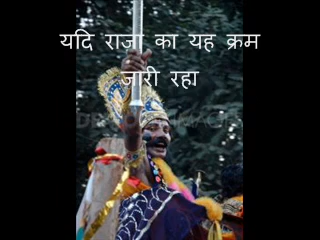 यदि राजा का यह क्रम
जारी रहा